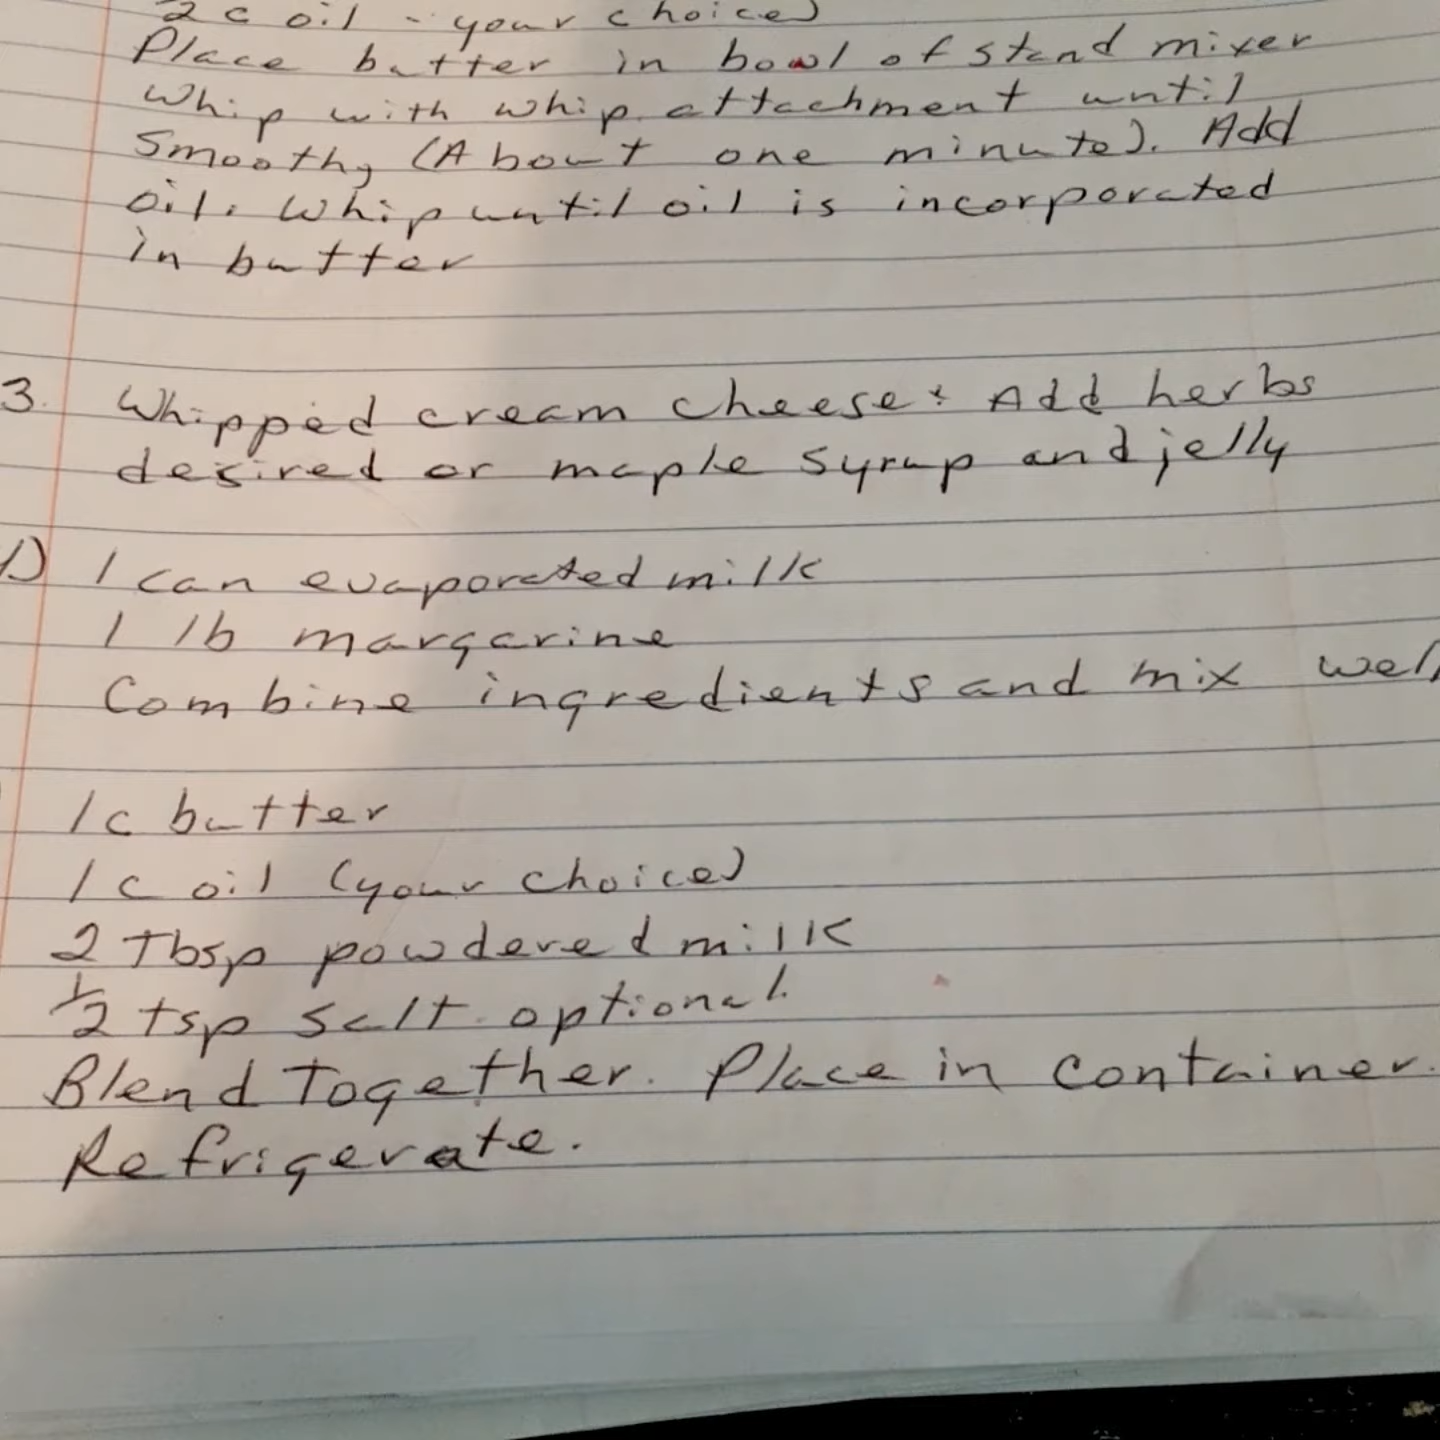 2 c oil - your choice
Place butter in bowl of stand mixer
Whip with whip attachment until
Smooth, (About one minute). Add
Oil. Whip until oil is incorporated
in butter
3. Whipped cream cheese: Add herbs
desired or maple syrup and jelly
1 can evaporated milk
1 lb margarine
Combine ingredients and mix well
1c butter
1c oil (your choice)
2 Tbsp powdered milk
1/2 tsp salt optional.
Blend Together. Place in container.
Refrigerate.